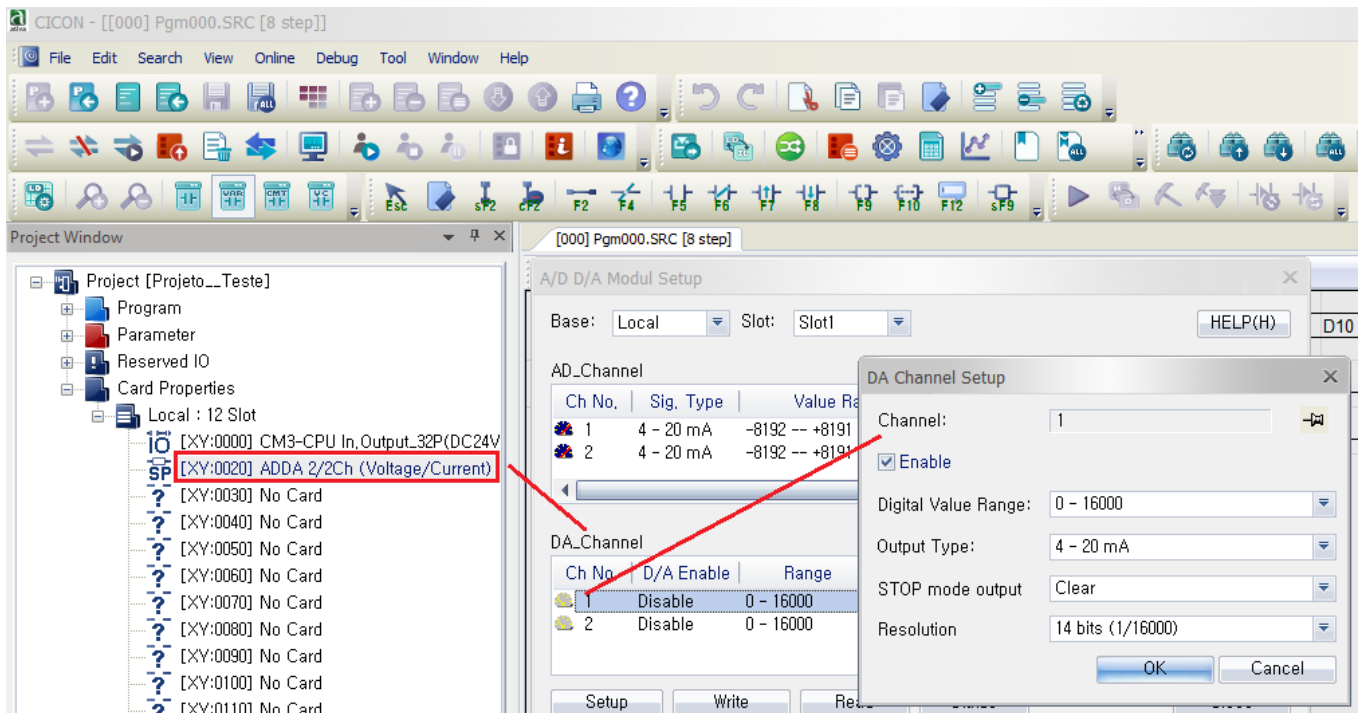 CICON - [[000] Pgm000.SRC [8 step]]
File Edit Search View Online Debug Tool Window Help
Esc sF2 cF2 F2 F4 F5 F6 F7 F8 F9 F10 F12 sF9
Project Window
[000] Pgm000.SRC [8 step]
Project [Projeto__Teste]
Program
Parameter
Reserved IO
Card Properties
Local : 12 Slot
[XY:0000] CM3-CPU In,Output_32P(DC24V
[XY:0020] ADDA 2/2Ch (Voltage/Current)
[XY:0030] No Card
[XY:0040] No Card
[XY:0050] No Card
[XY:0060] No Card
[XY:0070] No Card
[XY:0080] No Card
[XY:0090] No Card
[XY:0100] No Card
[XY:0110] No Card
A/D D/A Modul Setup
Base: Local Slot: Slot1 HELP(H)
D10
AD_Channel
Ch No, Sig, Type Value Ra
1 4 - 20 mA -8192 -- +8191
2 4 - 20 mA -8192 -- +8191
DA_Channel
Ch No, D/A Enable Range
1 Disable 0 - 16000
2 Disable 0 - 16000
Setup Write
DA Channel Setup
Channel: 1
Enable
Digital Value Range: 0 - 16000
Output Type: 4 - 20 mA
STOP mode output Clear
Resolution 14 bits (1/16000)
OK Cancel